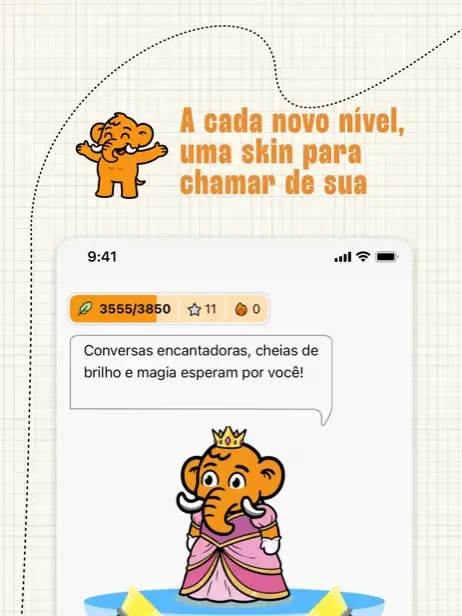 A cada novo nível,
uma skin para
chamar de sua
9:41
3555/3850 11 0
Conversas encantadoras, cheias de
brilho e magia esperam por você!